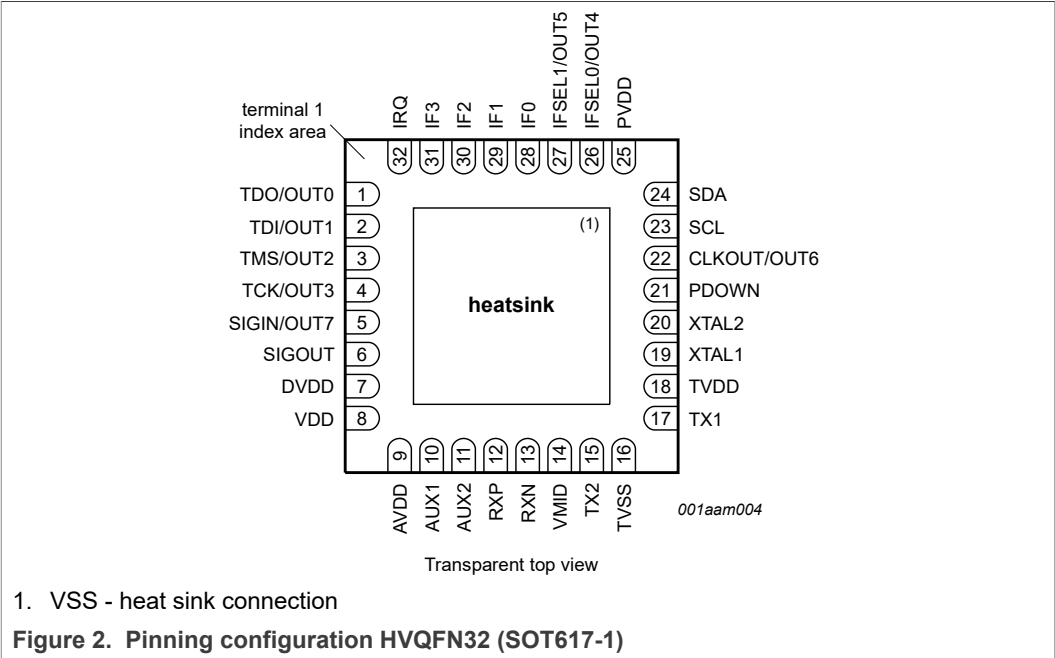 IRQ
IF3
IF2
IF1
IF0
IFSEL1/OUT5
IFSEL0/OUT4
PVDD
terminal 1
index area
32
31
30
29
28
27
26
25
TDO/OUT0 1
TDI/OUT1 2
TMS/OUT2 3
TCK/OUT3 4
SIGIN/OUT7 5
SIGOUT 6
DVDD 7
VDD 8
(1)
heatsink
24 SDA
23 SCL
22 CLKOUT/OUT6
21 PDOWN
20 XTAL2
19 XTAL1
18 TVDD
17 TX1
9
10
11
12
13
14
15
16
AVDD
AUX1
AUX2
RXP
RXN
VMID
TX2
TVSS
001aam004
Transparent top view
1. VSS - heat sink connection
Figure 2. Pinning configuration HVQFN32 (SOT617-1)